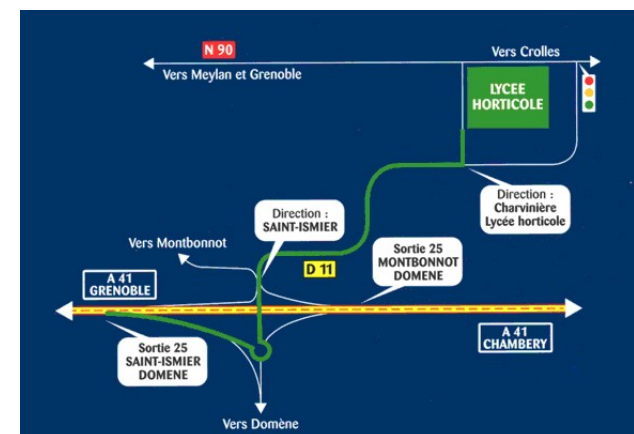 N 90
Vers Crolles
Vers Meylan et Grenoble
LYCEE
HORTICOLE
Direction :
Charvinière
Lycée horticole
Direction :
SAINT-ISMIER
Vers Montbonnot
Sortie 25
MONTBONNOT
DOMENE
D 11
A 41
GRENOBLE
A 41
CHAMBERY
Sortie 25
SAINT-ISMIER
DOMENE
Vers Domène